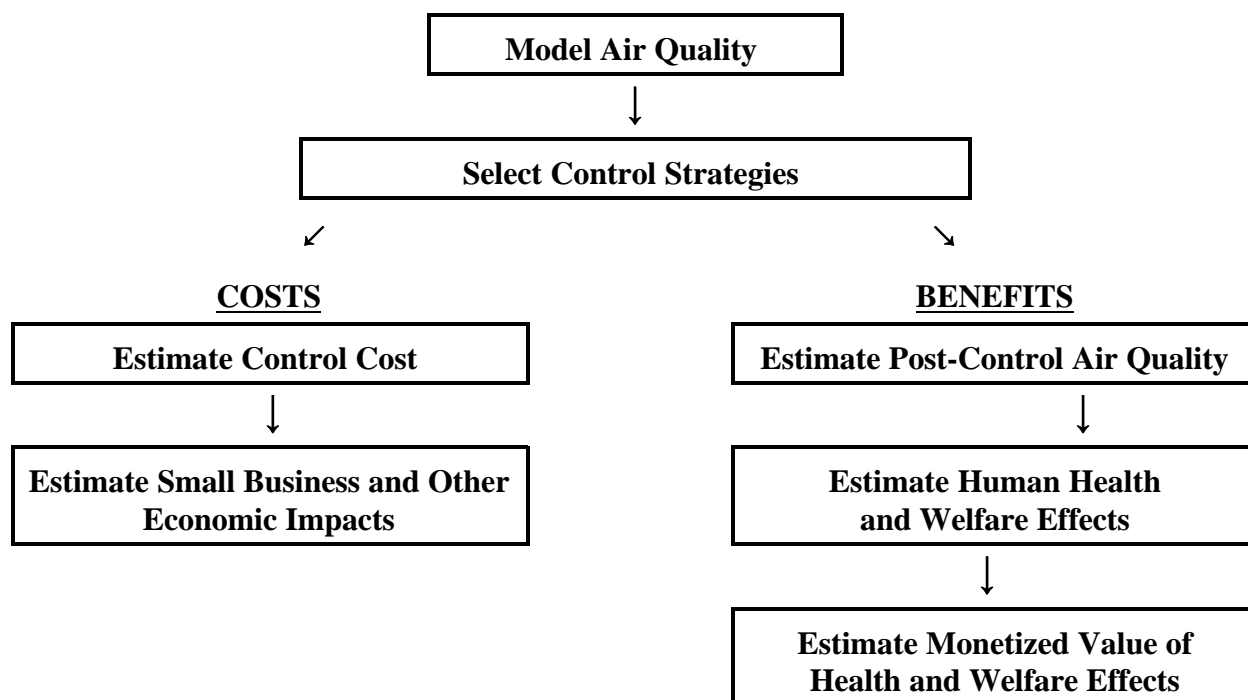 Model Air Quality
Select Control Strategies
COSTS
Estimate Control Cost
Estimate Small Business and Other
Economic Impacts
BENEFITS
Estimate Post-Control Air Quality
Estimate Human Health
and Welfare Effects
Estimate Monetized Value of
Health and Welfare Effects